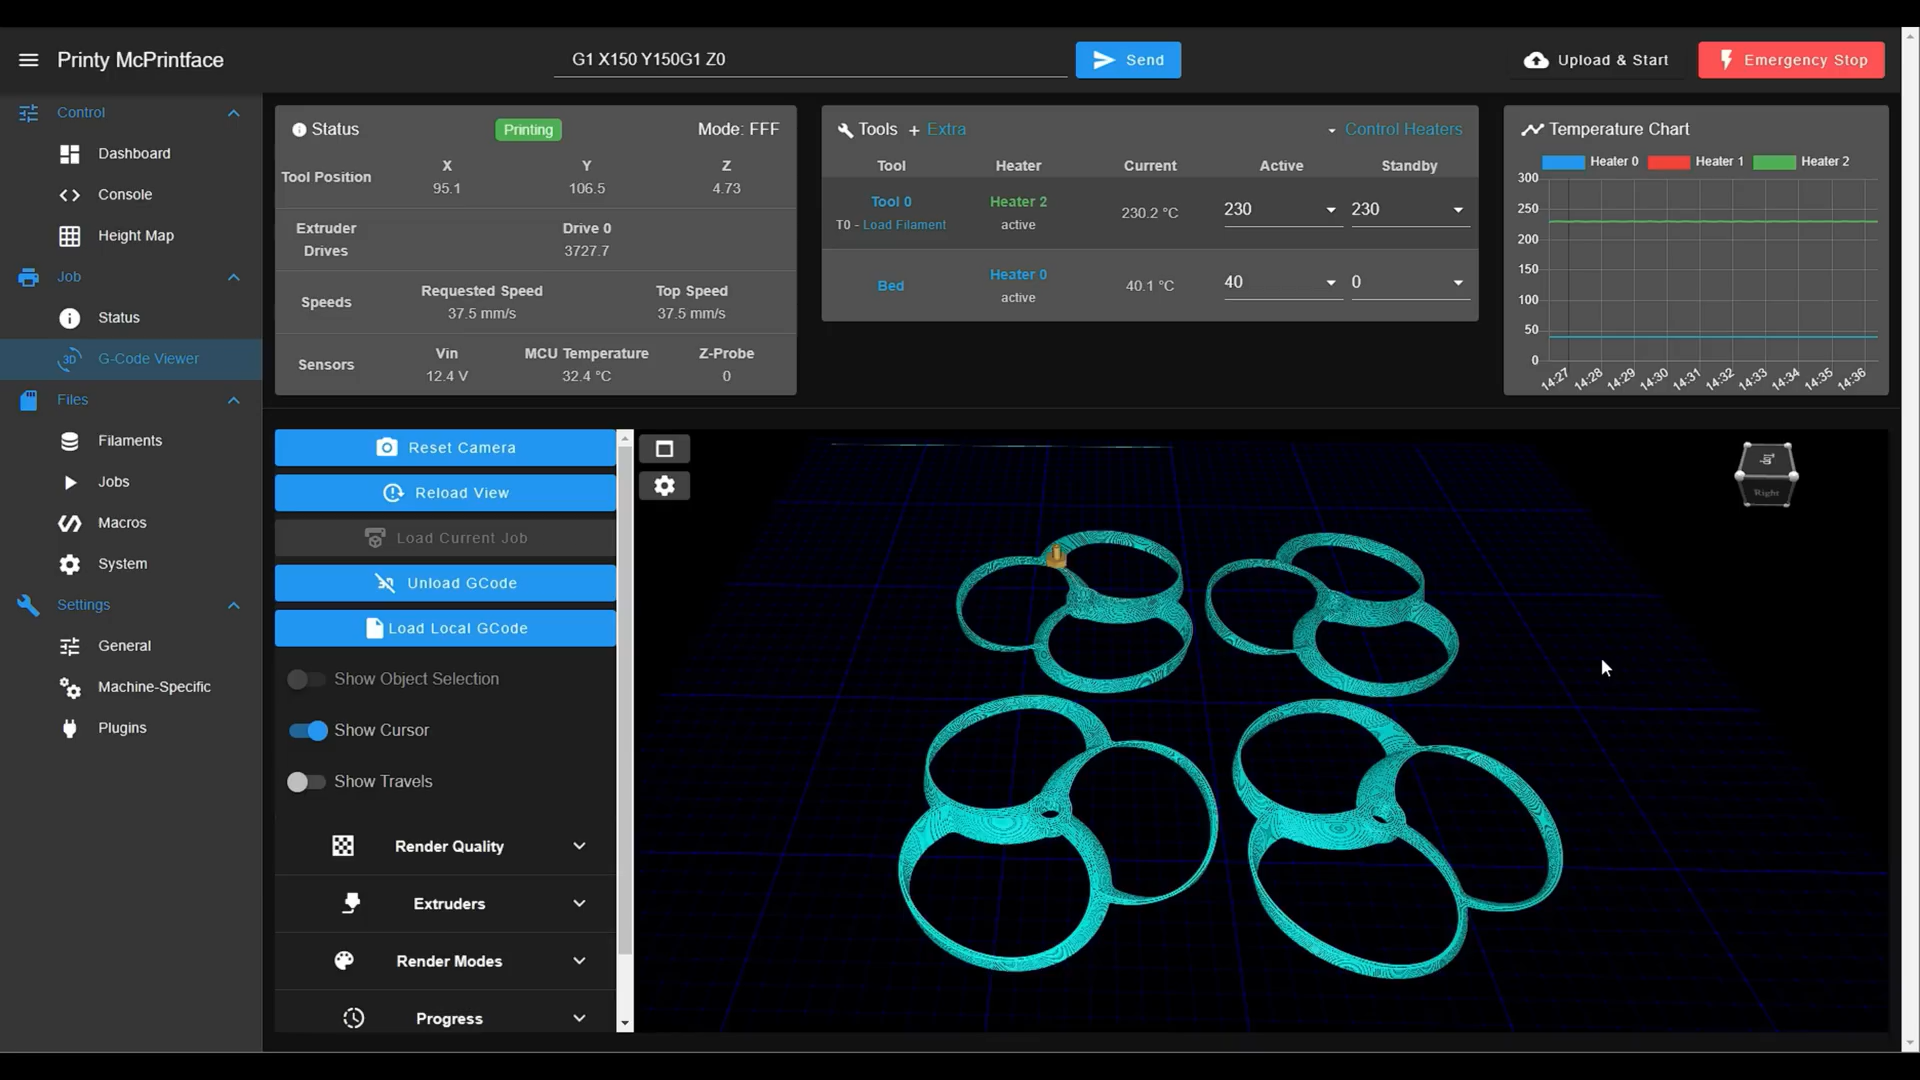 Printy McPrintface
G1 X150 Y150G1 Z0
Send
Upload & Start
Emergency Stop
Control
Dashboard
Console
Height Map
Job
Status
G-Code Viewer
Files
Filaments
Jobs
Macros
System
Settings
General
Machine-Specific
Plugins
Status
Printing
Mode: FFF
Tool Position
X
Y
Z
95.1
106.5
4.73
Extruder
Drives
Drive 0
3727.7
Speeds
Requested Speed
Top Speed
37.5 mm/s
37.5 mm/s
Sensors
Vin
MCU Temperature
Z-Probe
12.4 V
32.4 °C
0
Tools + Extra
Control Heaters
Tool
Heater
Current
Active
Standby
Tool 0
T0 - Load Filament
Heater 2
active
230.2 °C
230
230
Bed
Heater 0
active
40.1 °C
40
0
Temperature Chart
Heater 0
Heater 1
Heater 2
300
250
200
150
100
50
0
14:27
14:28
14:29
14:30
14:31
14:32
14:33
14:34
14:35
14:36
Reset Camera
Reload View
Load Current Job
Unload GCode
Load Local GCode
Show Object Selection
Show Cursor
Show Travels
Render Quality
Extruders
Render Modes
Progress
3D
Top
Right